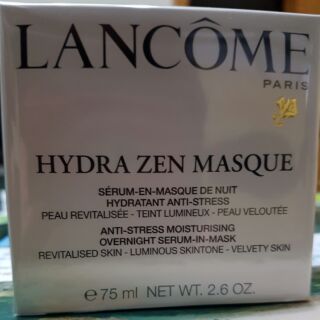 LANCÔME
PARIS
HYDRA ZEN MASQUE
SÉRUM-EN-MASQUE DE NUIT
HYDRATANT ANTI-STRESS
PEAU REVITALISÉE - TEINT LUMINEUX - PEAU VELOUTÉE
ANTI-STRESS MOISTURISING
OVERNIGHT SERUM-IN-MASK
REVITALISED SKIN - LUMINOUS SKINTONE - VELVETY SKIN
℮ 75 ml NET WT. 2.6 OZ.